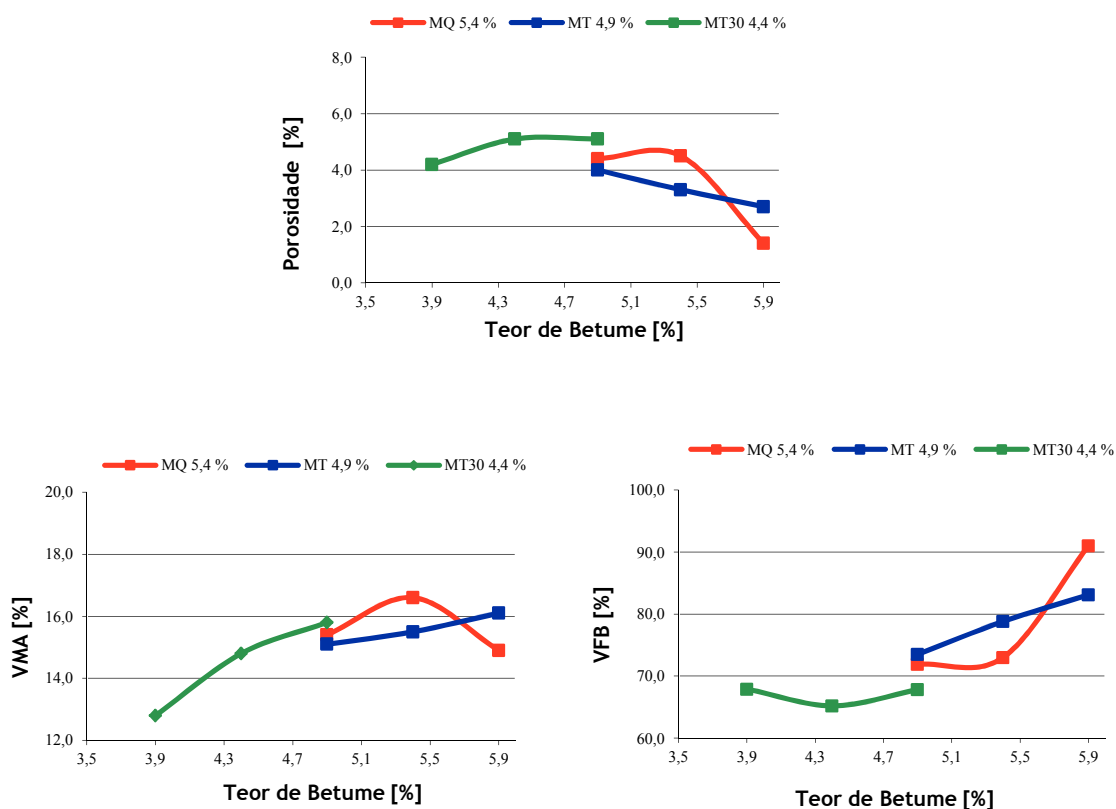 MQ 5,4 % MT 4,9 % MT30 4,4 %
8,0
6,0
4,0
2,0
0,0
Porosidade [%]
3,5 3,9 4,3 4,7 5,1 5,5 5,9
Teor de Betume [%]
MQ 5,4 % MT 4,9 % MT30 4,4 %
20,0
18,0
16,0
14,0
12,0
VMA [%]
3,5 3,9 4,3 4,7 5,1 5,5 5,9
Teor de Betume [%]
MQ 5,4 % MT 4,9 % MT30 4,4 %
100,0
90,0
80,0
70,0
60,0
VFB [%]
3,5 3,9 4,3 4,7 5,1 5,5 5,9
Teor de Betume [%]